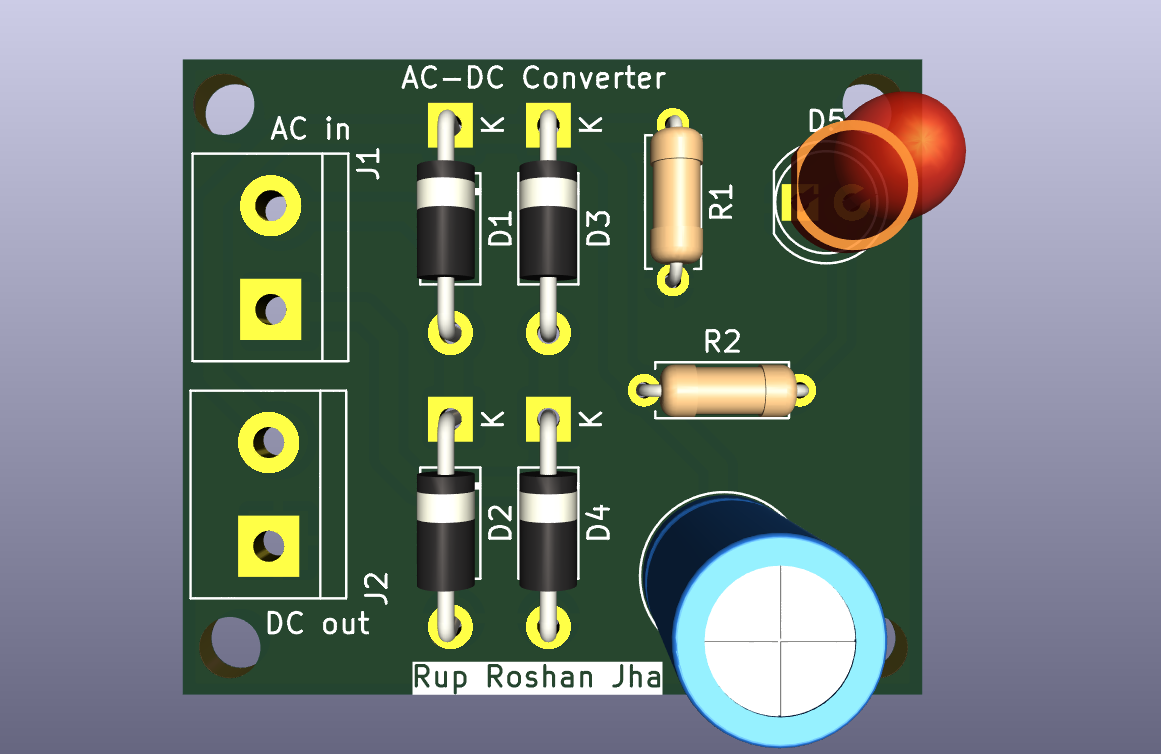 AC-DC Converter
AC in
J1
K
K
D1
D3
R1
D5
R2
K
K
D2
D4
J2
DC out
Rup Roshan Jha